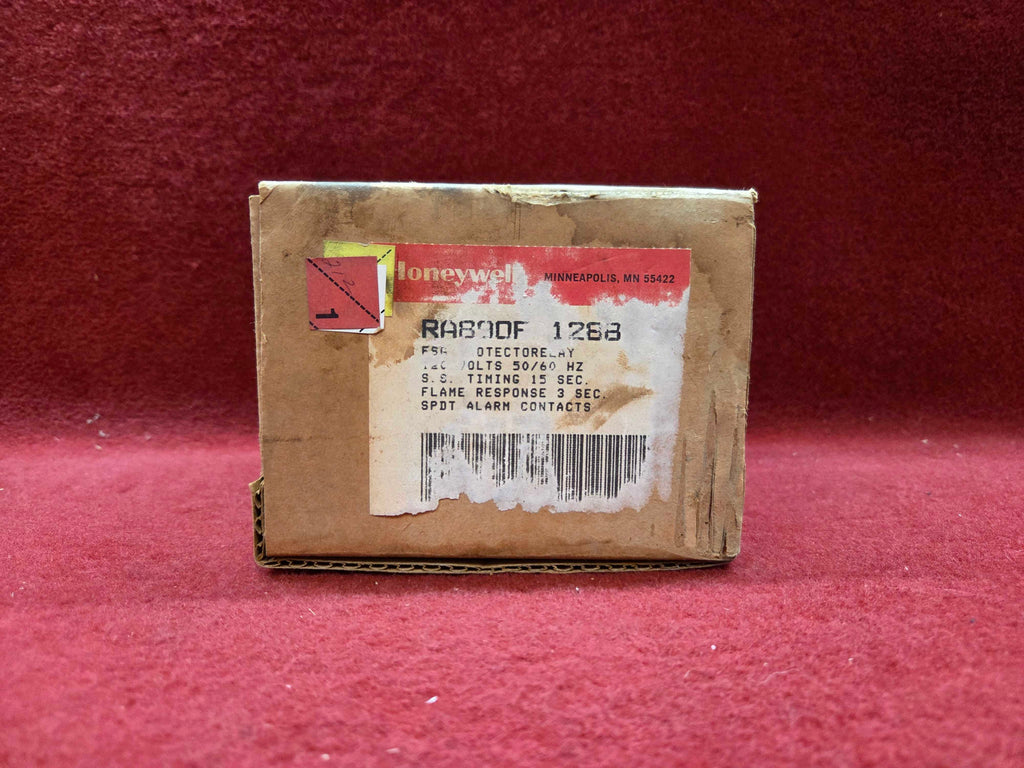 Honeywell MINNEAPOLIS, MN 55422
1
RA890F 1288
OTECTORELAY
VOLTS 50/60 HZ
S.S. TIMING 15 SEC.
FLAME RESPONSE 3 SEC.
SPDT ALARM CONTACTS